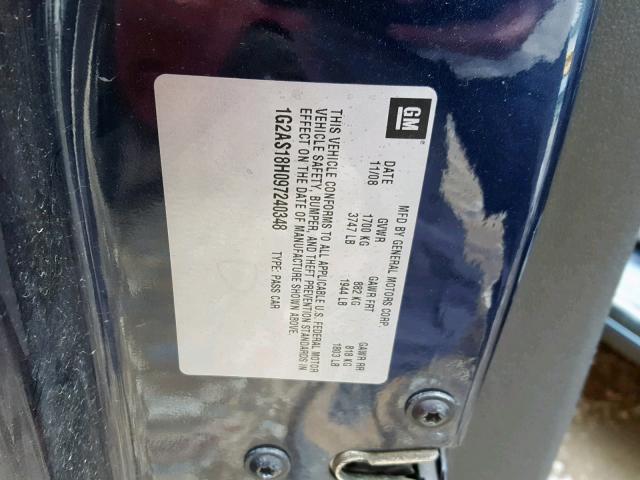 GM
MFD BY GENERAL MOTORS CORP.
DATE GVWR GAWR FRT GAWR RR
11/08 1700 KG 882 KG 818 KG
3747 LB 1944 LB 1803 LB
THIS VEHICLE CONFORMS TO ALL APPLICABLE U.S. FEDERAL MOTOR
VEHICLE SAFETY, BUMPER, AND THEFT PREVENTION STANDARDS IN
EFFECT ON THE DATE OF MANUFACTURE SHOWN ABOVE.
1G2AS18H097240348 TYPE: PASS CAR